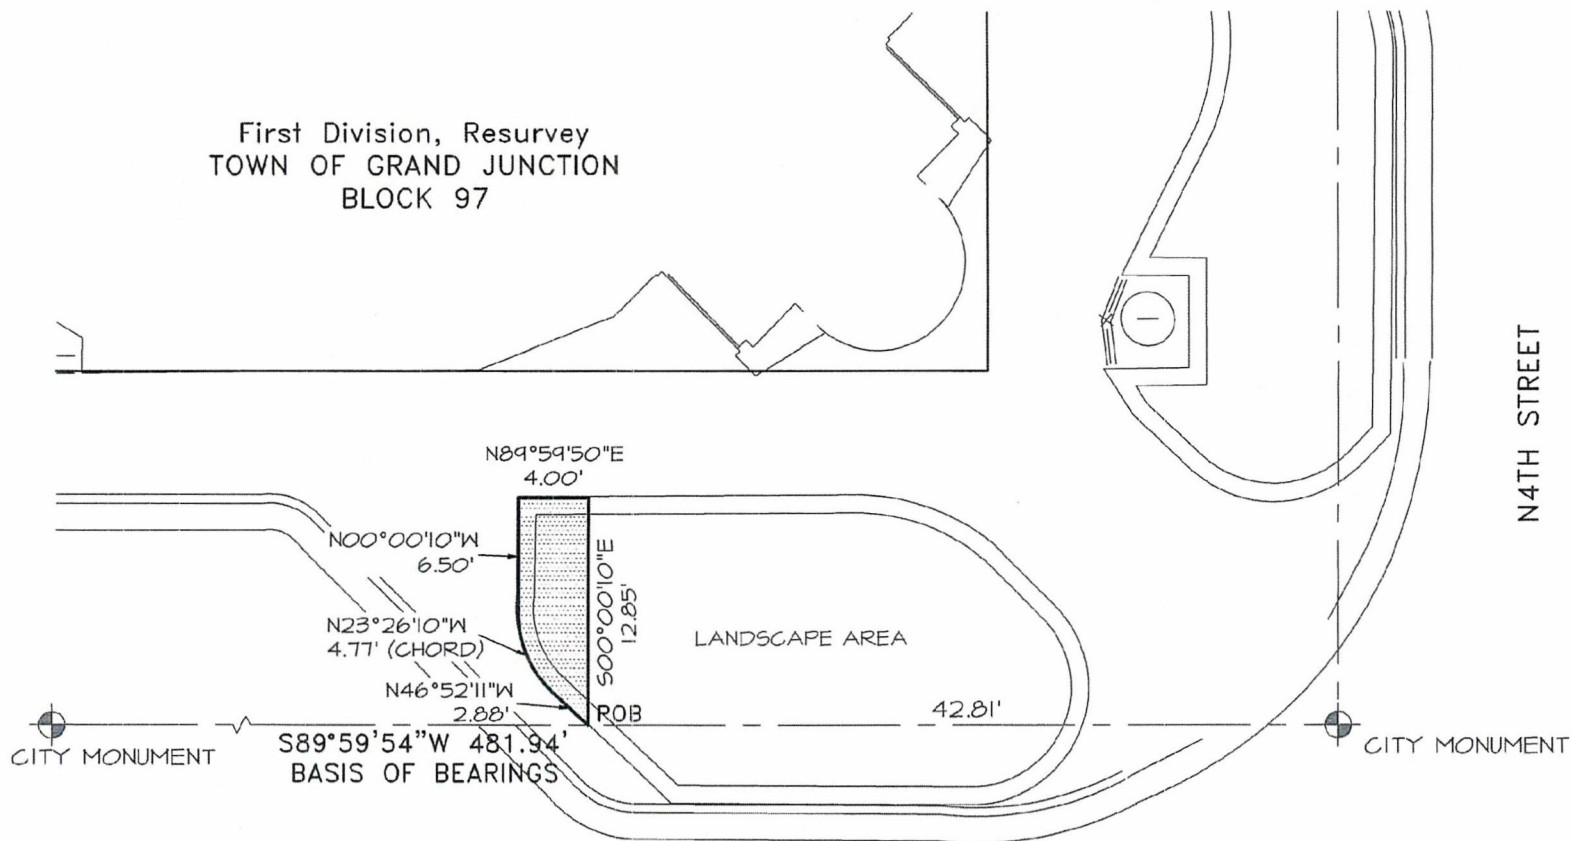 First Division, Resurvey
TOWN OF GRAND JUNCTION
BLOCK 97
N4TH STREET
N89°59'50"E
4.00'
N00°00'10"W
6.50'
S00°00'10"E
12.85'
N23°26'10"W
4.77' (CHORD)
LANDSCAPE AREA
N46°52'11"W
2.88'
POB
42.81'
CITY MONUMENT
S89°59'54"W 481.94'
BASIS OF BEARINGS
CITY MONUMENT